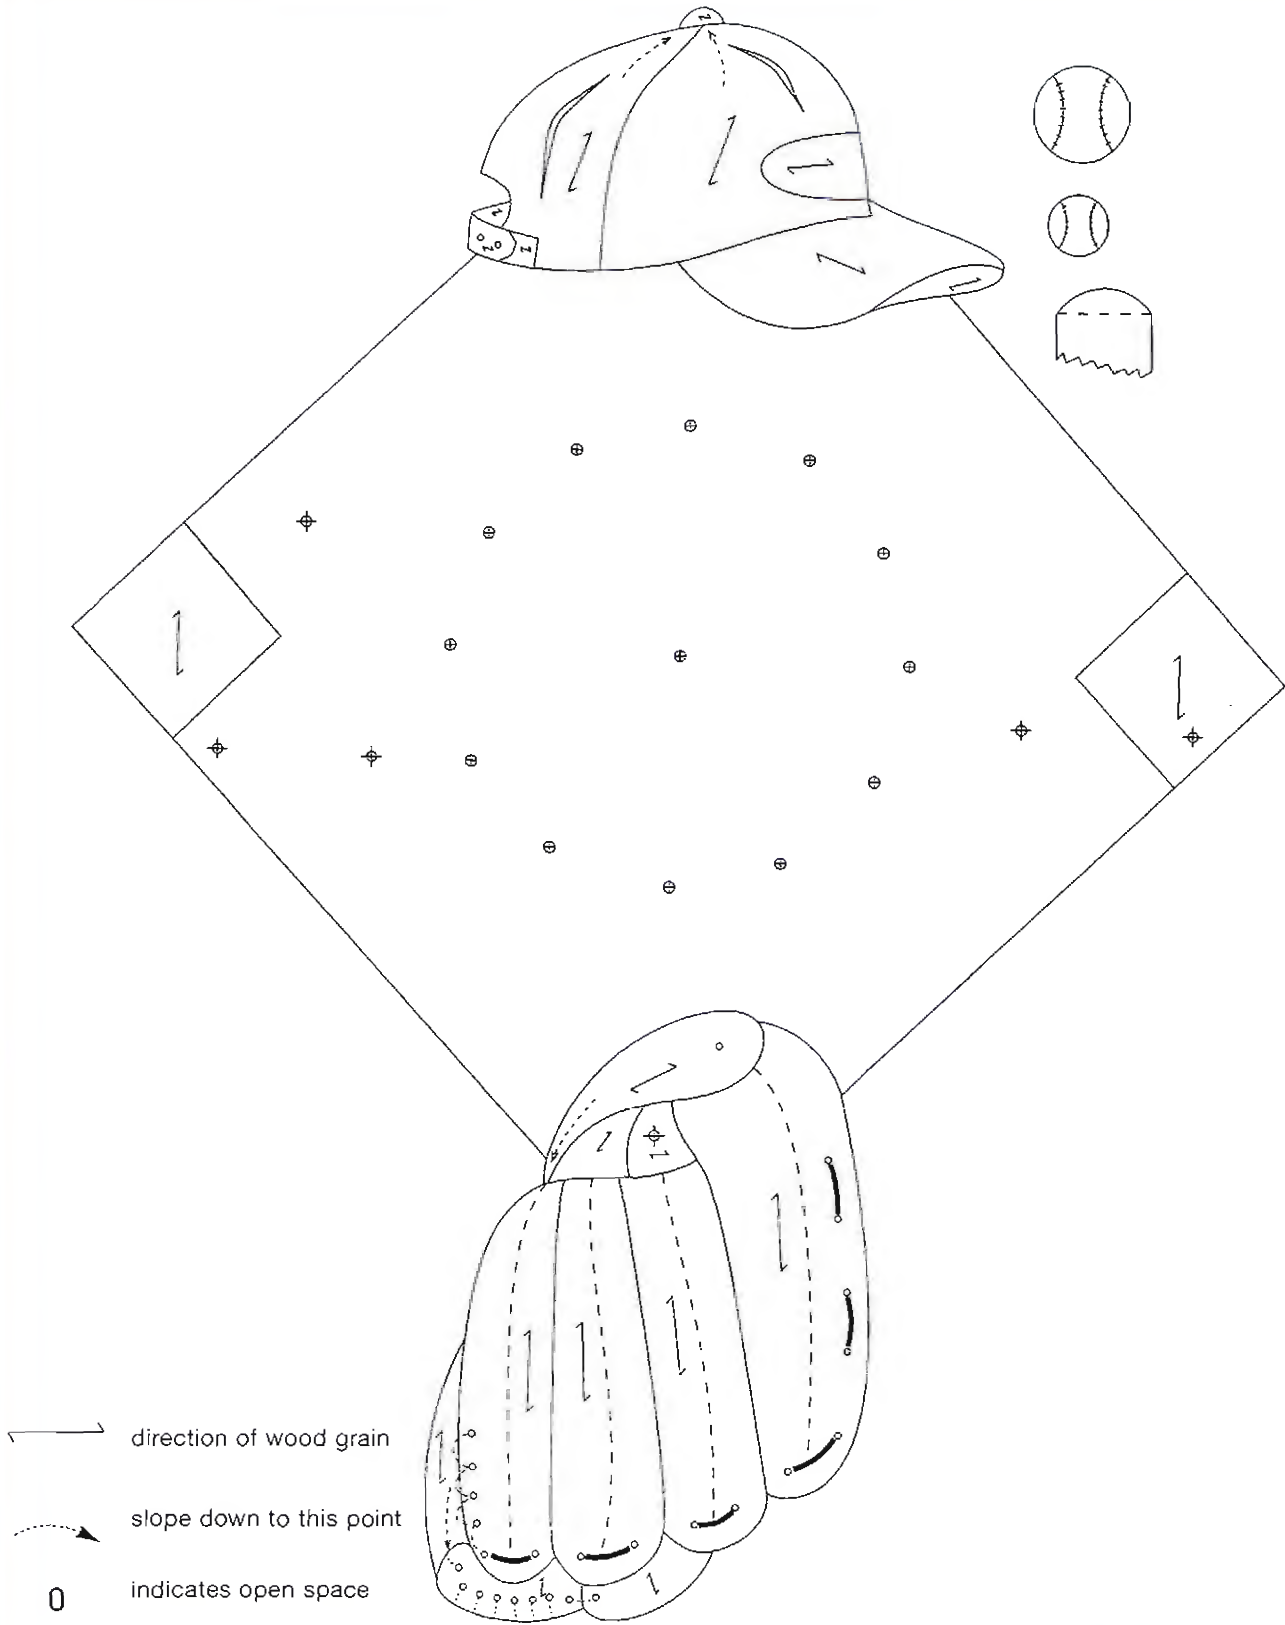 direction of wood grain
slope down to this point
0 indicates open space